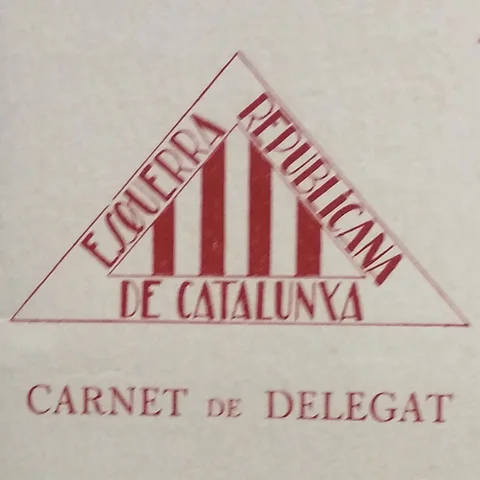 ESQUERRA
REPUBLICANA
DE CATALUNYA
CARNET DE DELEGAT